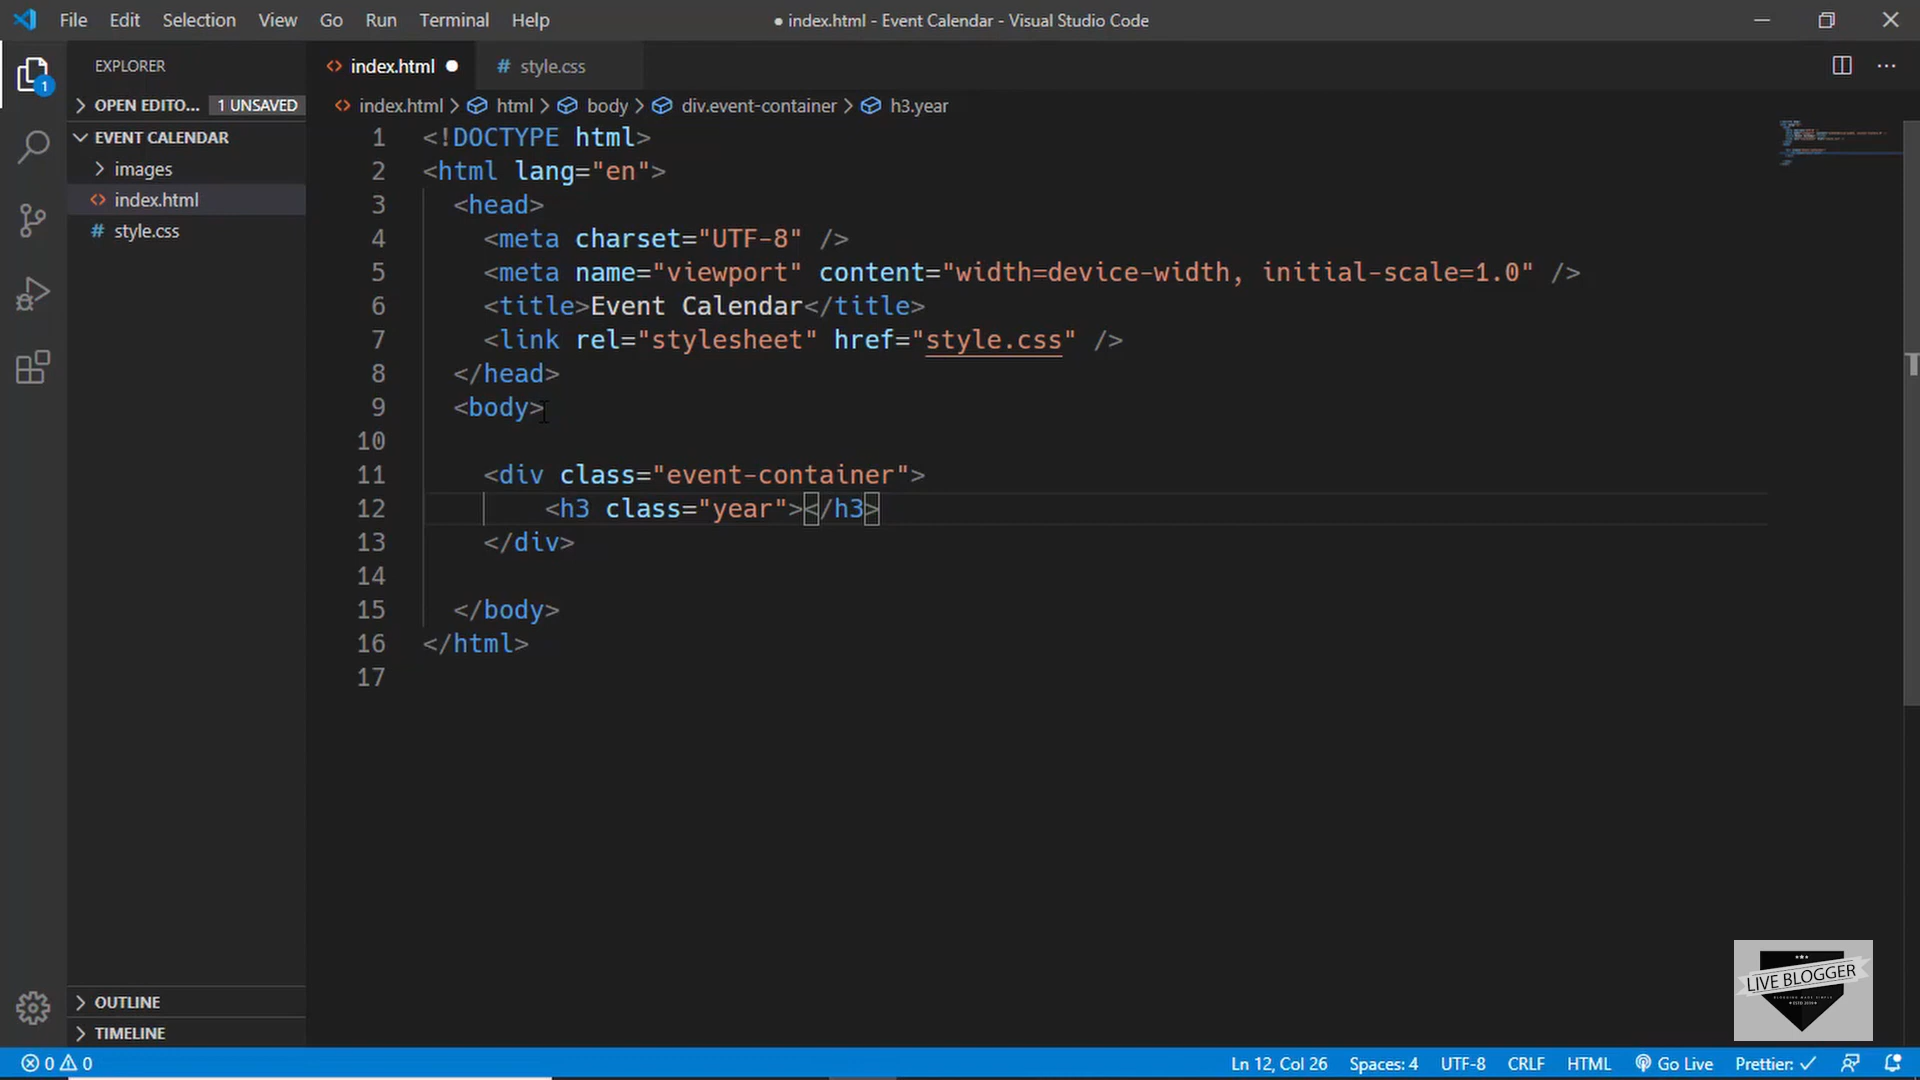 File Edit Selection View Go Run Terminal Help
● index.html - Event Calendar - Visual Studio Code
EXPLORER
OPEN EDITO... 1 UNSAVED
EVENT CALENDAR
images
index.html
style.css
OUTLINE
TIMELINE
1
index.html ●
style.css
index.html > html > body > div.event-container > h3.year
1 <!DOCTYPE html>
2 <html lang="en">
3 <head>
4 <meta charset="UTF-8" />
5 <meta name="viewport" content="width=device-width, initial-scale=1.0" />
6 <title>Event Calendar</title>
7 <link rel="stylesheet" href="style.css" />
8 </head>
9 <body>
10
11 <div class="event-container">
12 <h3 class="year"></h3>
13 </div>
14
15 </body>
16 </html>
17
LIVE BLOGGER
0 0
Ln 12, Col 26 Spaces: 4 UTF-8 CRLF HTML Go Live Prettier: ✓